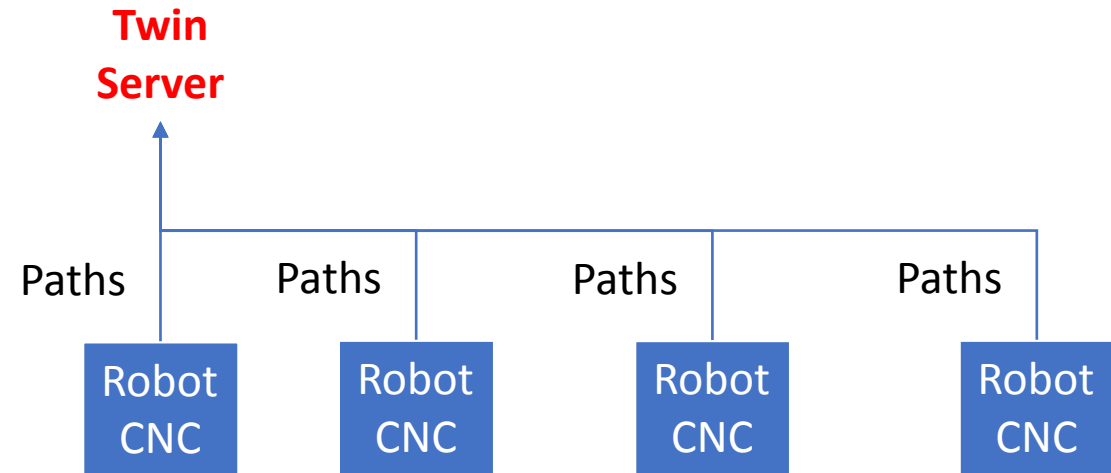 Twin
Server
Paths
Paths
Paths
Paths
Robot
CNC
Robot
CNC
Robot
CNC
Robot
CNC